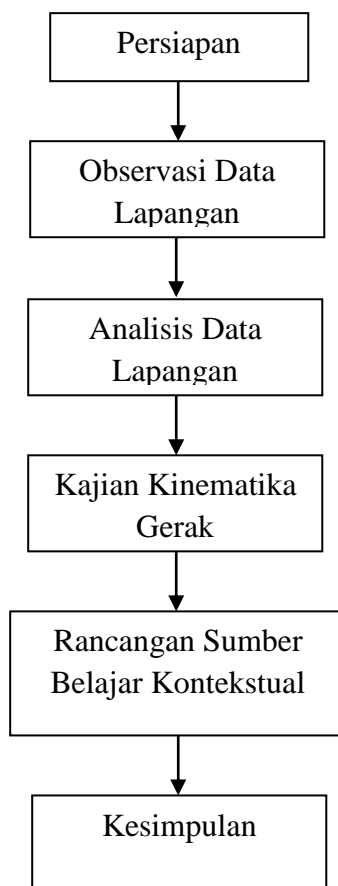 Persiapan
Observasi Data
Lapangan
Analisis Data
Lapangan
Kajian Kinematika
Gerak
Rancangan Sumber
Belajar Kontekstual
Kesimpulan